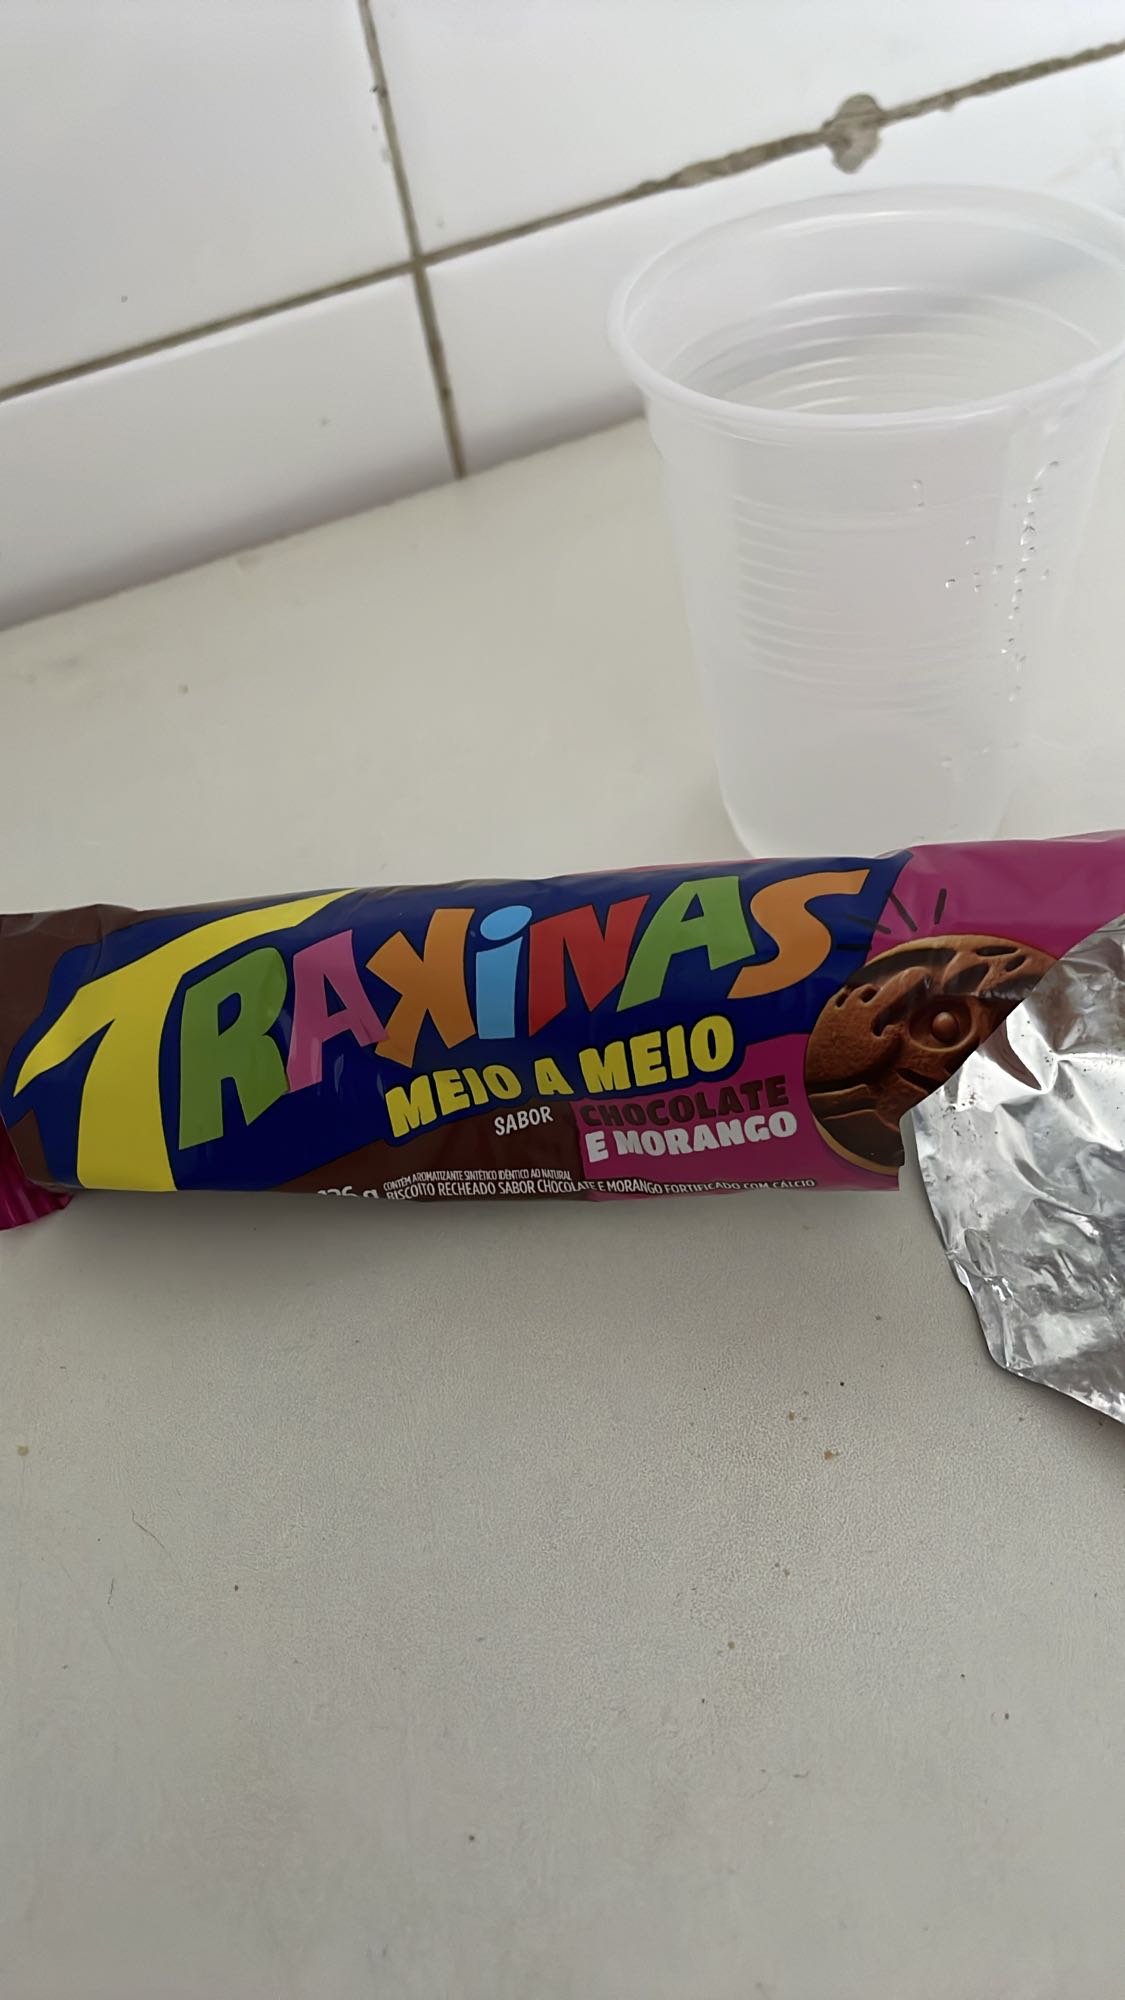 TRAKiNAS
MEIO A MEIO
SABOR
CHOCOLATE
E MORANGO
CONTÉM AROMATIZANTE SINTÉTICO IDÊNTICO AO NATURAL
BISCOITO RECHEADO SABOR CHOCOLATE E MORANGO FORTIFICADO COM CÁLCIO